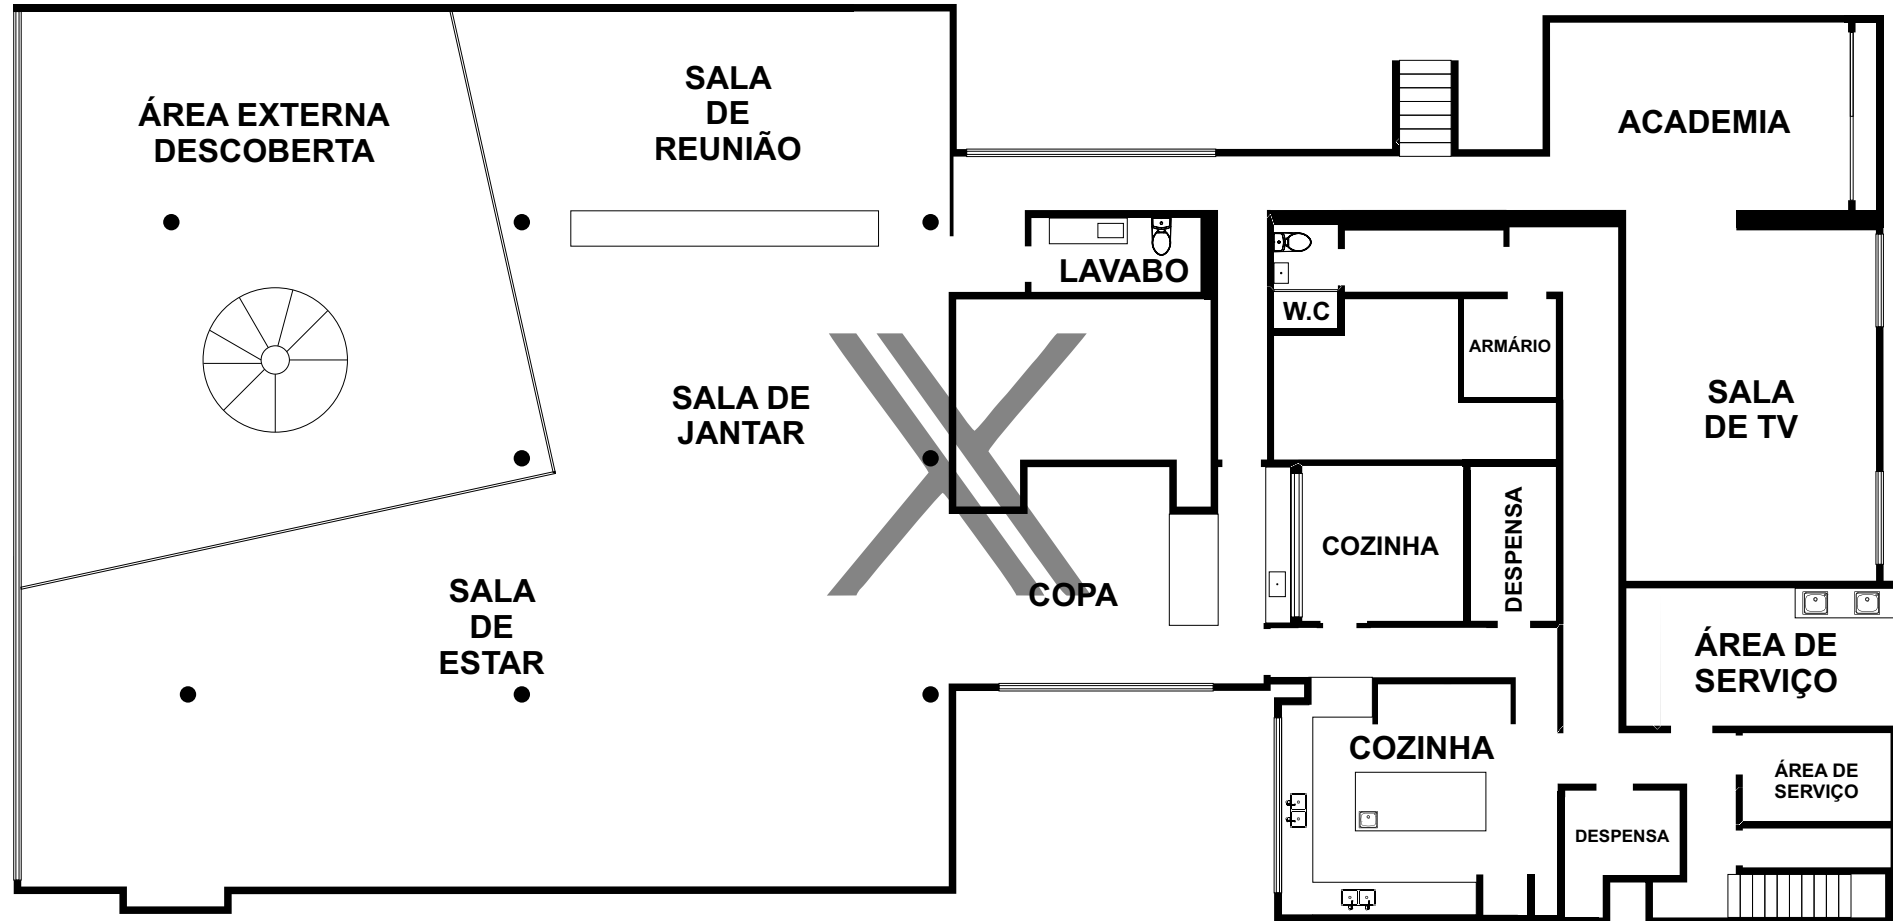 ÁREA EXTERNA
DESCOBERTA
SALA
DE
REUNIÃO
ACADEMIA
LAVABO
W.C
ARMÁRIO
SALA DE
JANTAR
SALA
DE TV
COZINHA
DESPENSA
COPA
SALA
DE
ESTAR
ÁREA DE
SERVIÇO
COZINHA
ÁREA DE
SERVIÇO
DESPENSA